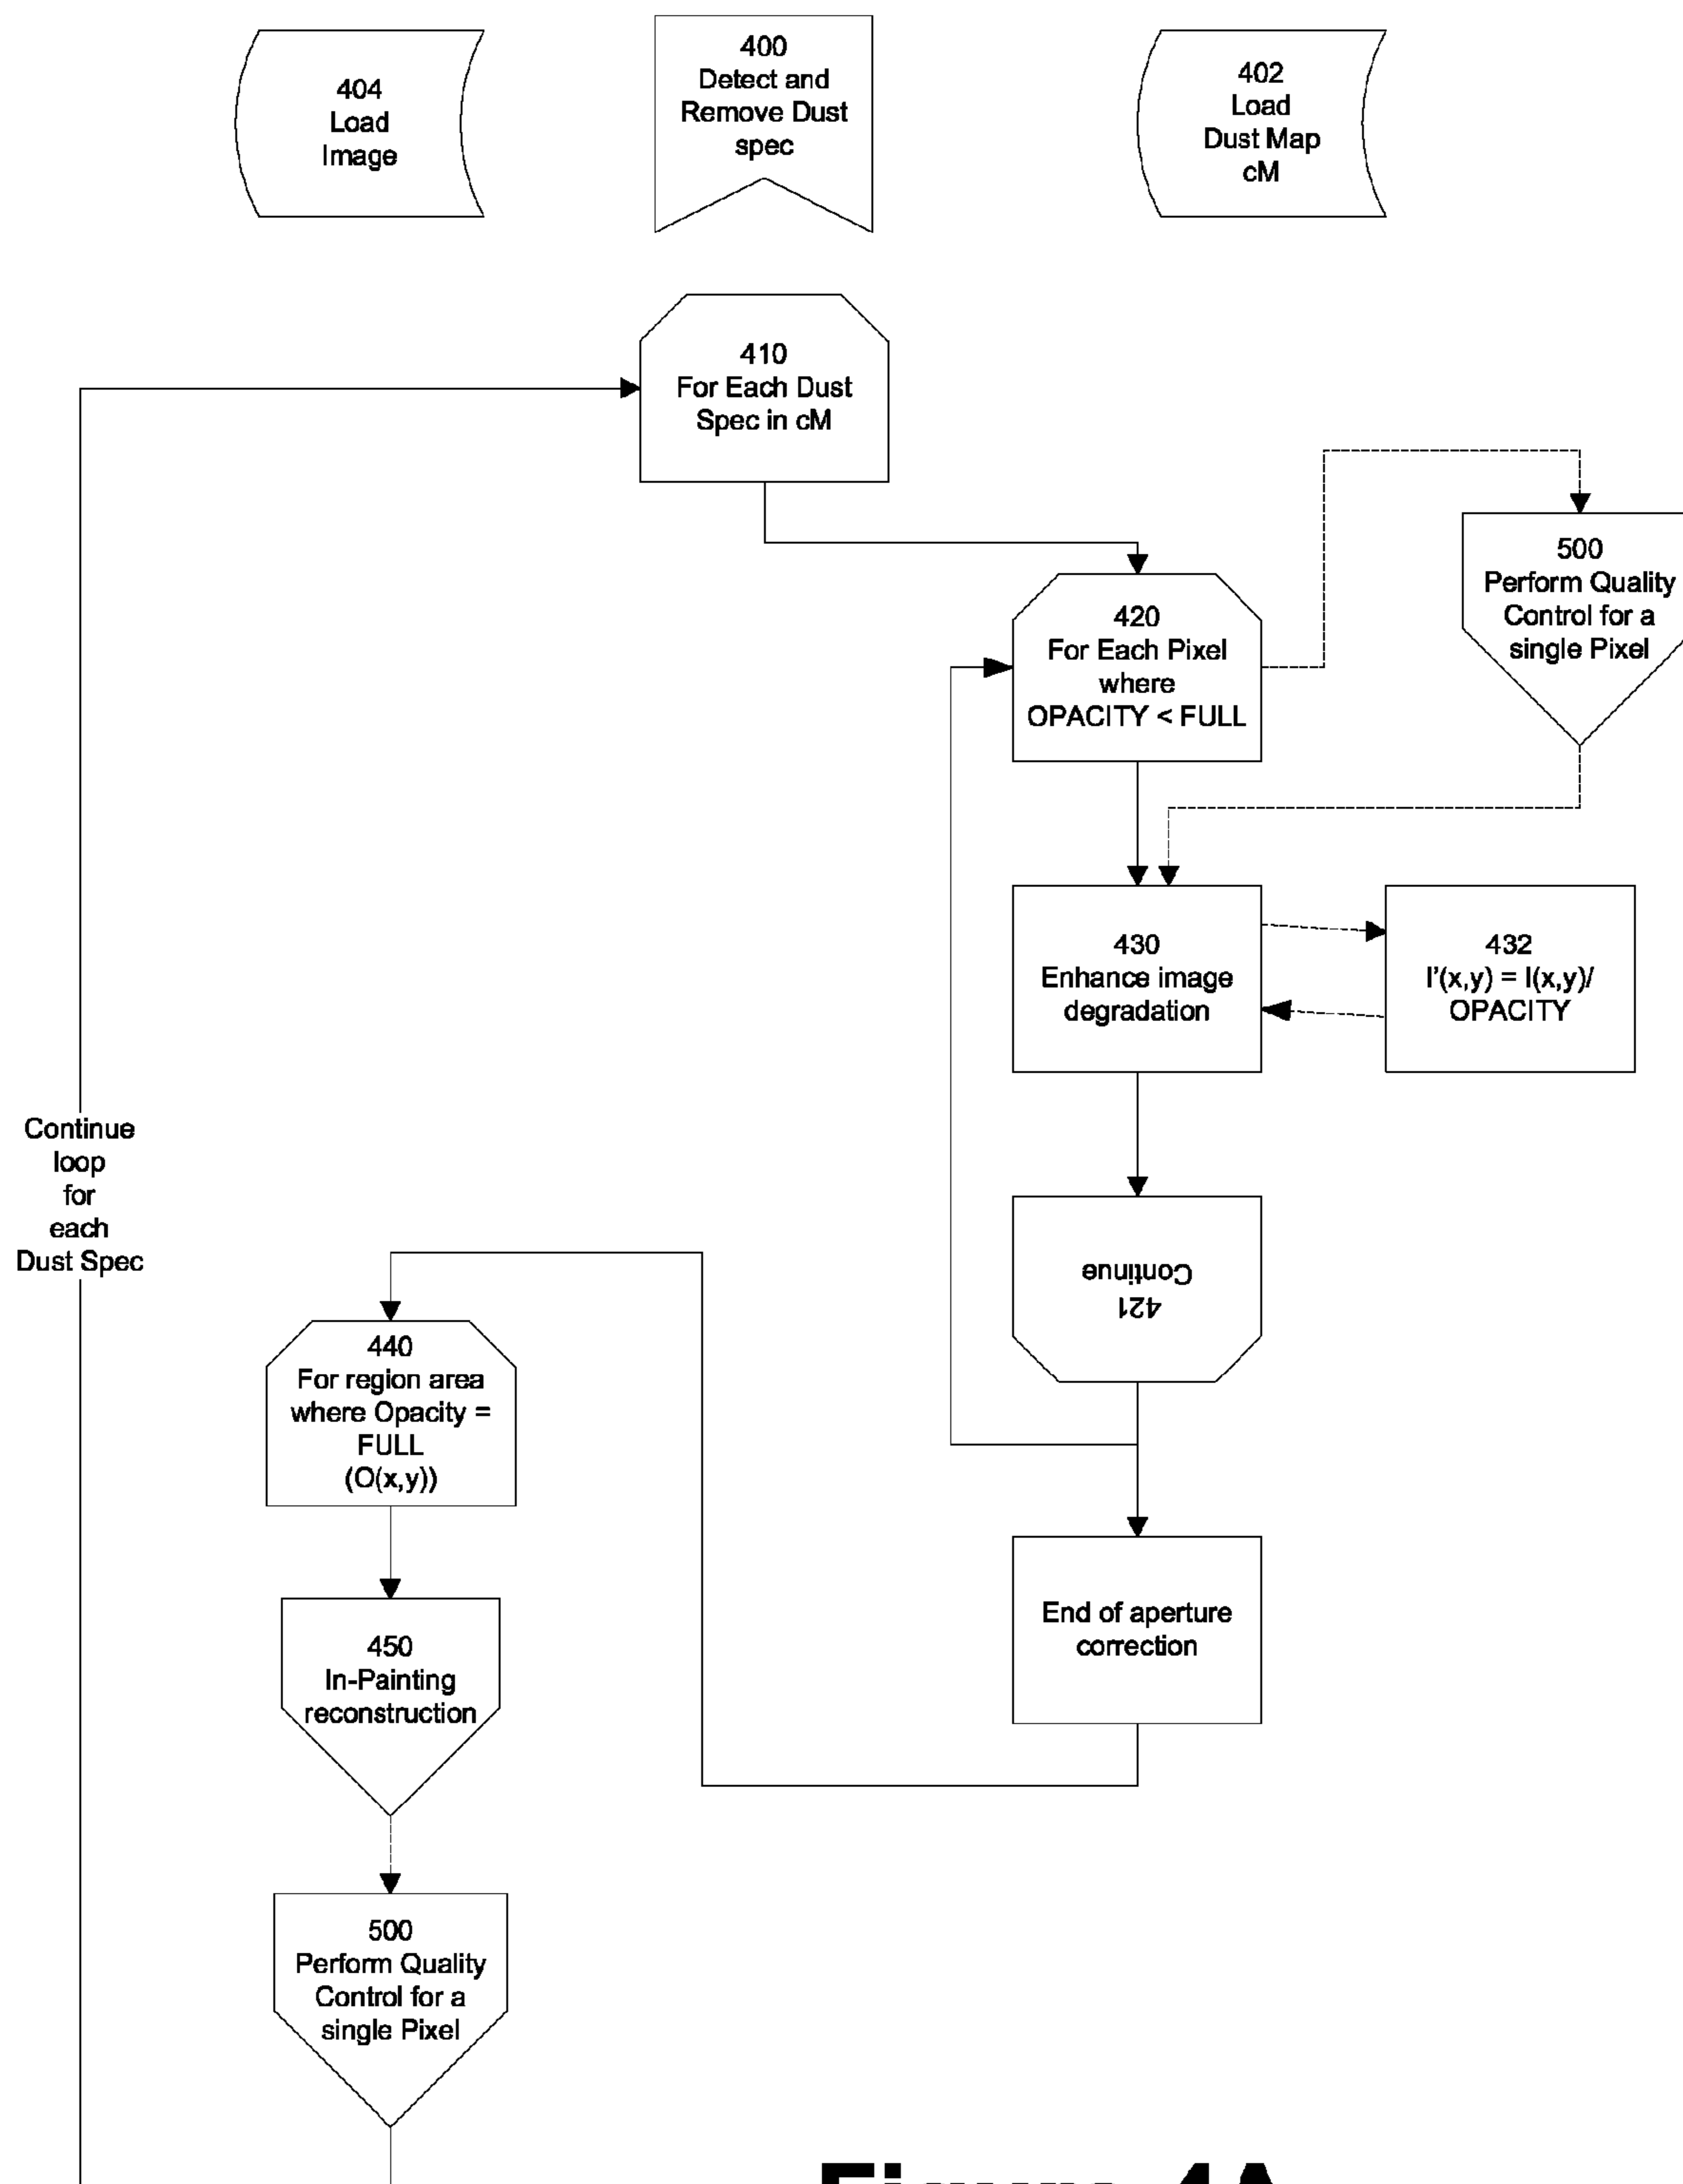 404
Load
Image
400
Detect and
Remove Dust
spec
402
Load
Dust Map
cM
410
For Each Dust
Spec in cM
500
Perform Quality
Control for a
single Pixel
420
For Each Pixel
where
OPACITY < FULL
430
Enhance image
degradation
432
I'(x,y) = I(x,y)/
OPACITY
Continue
loop
for
each
Dust Spec
421
Continue
440
For region area
where Opacity =
FULL
(O(x,y))
End of aperture
correction
450
In-Painting
reconstruction
500
Perform Quality
Control for a
single Pixel
Figure 4A